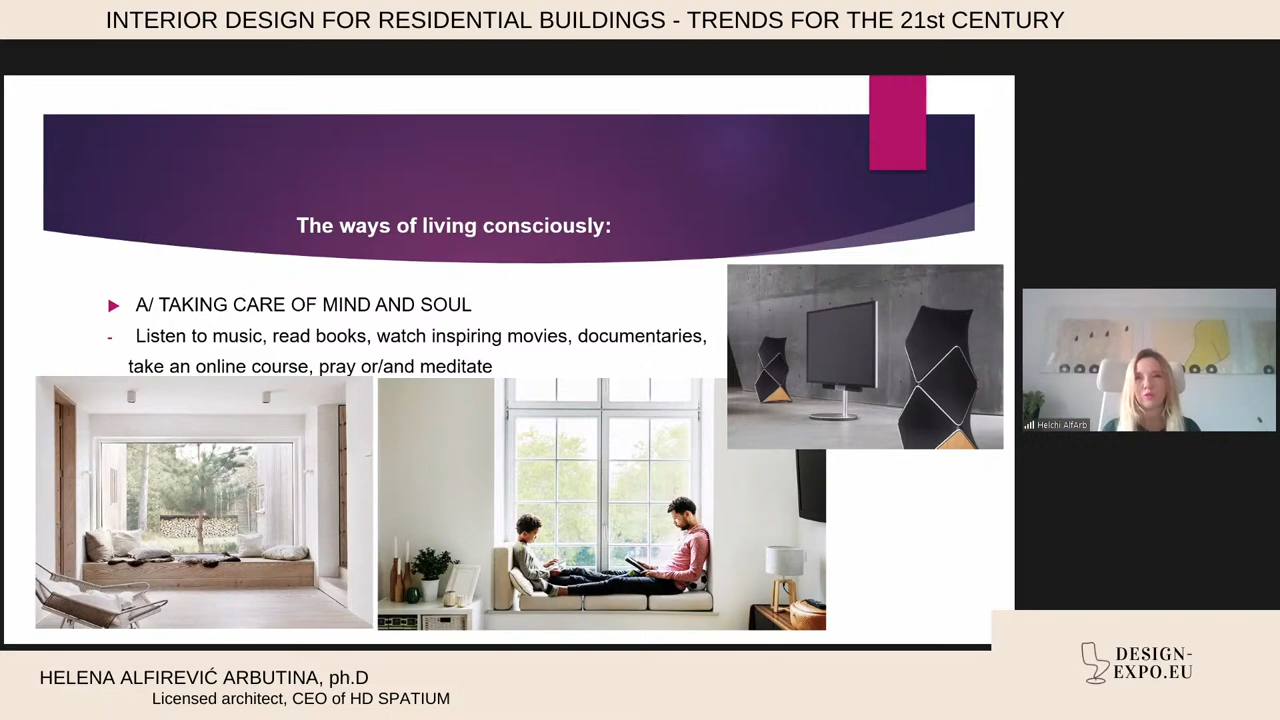 INTERIOR DESIGN FOR RESIDENTIAL BUILDINGS - TRENDS FOR THE 21st CENTURY
The ways of living consciously:
A/ TAKING CARE OF MIND AND SOUL
- Listen to music, read books, watch inspiring movies, documentaries,
take an online course, pray or/and meditate
Helchi AlfArb
HELENA ALFIREVIĆ ARBUTINA, ph.D
Licensed architect, CEO of HD SPATIUM
DESIGN-
EXPO.EU